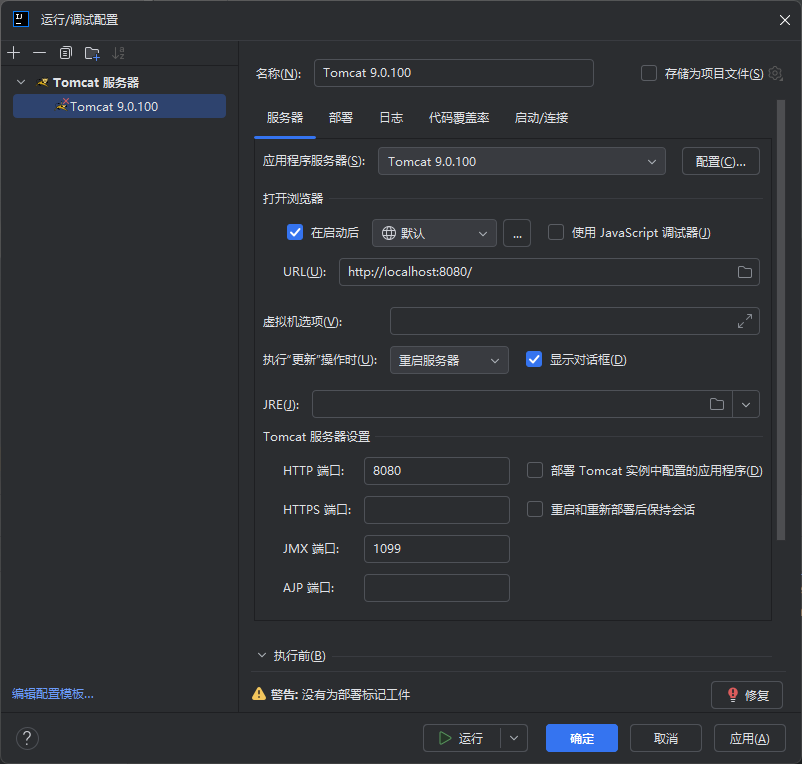 运行/调试配置
Tomcat 服务器
Tomcat 9.0.100
编辑配置模板...
名称(N): Tomcat 9.0.100 存储为项目文件(S)
服务器 部署 日志 代码覆盖率 启动/连接
应用程序服务器(S): Tomcat 9.0.100 配置(C)...
打开浏览器
在启动后 默认 ... 使用 JavaScript 调试器(J)
URL(U): http://localhost:8080/
虚拟机选项(V):
执行"更新"操作时(U): 重启服务器 显示对话框(D)
JRE(J):
Tomcat 服务器设置
HTTP 端口: 8080 部署 Tomcat 实例中配置的应用程序(D)
HTTPS 端口: 重启和重新部署后保持会话
JMX 端口: 1099
AJP 端口:
执行前(B)
警告: 没有为部署标记工件 修复
? 运行 确定 取消 应用(A)